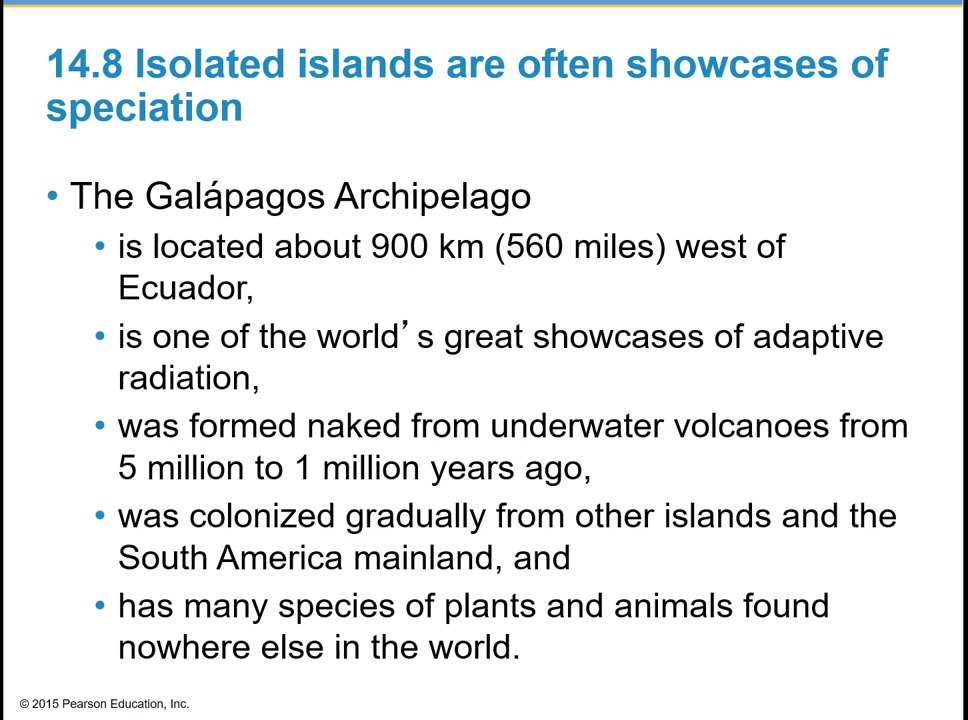 14.8 Isolated islands are often showcases of
speciation
• The Galápagos Archipelago
• is located about 900 km (560 miles) west of
Ecuador,
• is one of the world’s great showcases of adaptive
radiation,
• was formed naked from underwater volcanoes from
5 million to 1 million years ago,
• was colonized gradually from other islands and the
South America mainland, and
• has many species of plants and animals found
nowhere else in the world.
© 2015 Pearson Education, Inc.